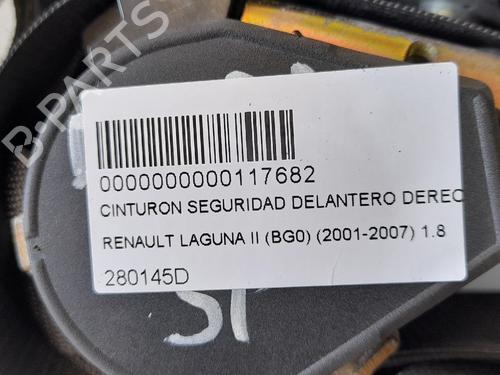 B-PARTS
0000000000117682
CINTURON SEGURIDAD DELANTERO DEREC
RENAULT LAGUNA II (BG0) (2001-2007) 1.8
280145D